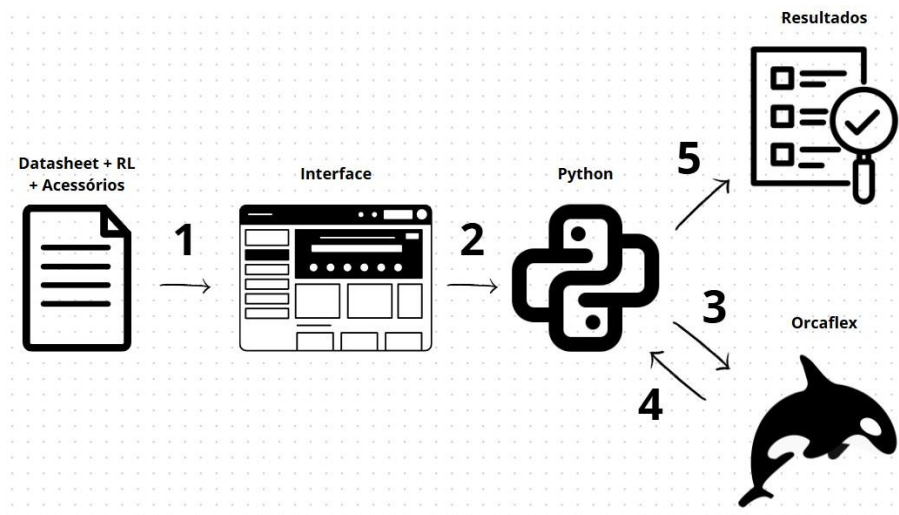 Resultados
Datasheet + RL
+ Acessórios
Interface
Python
1
2
5
3
4
Orcaflex